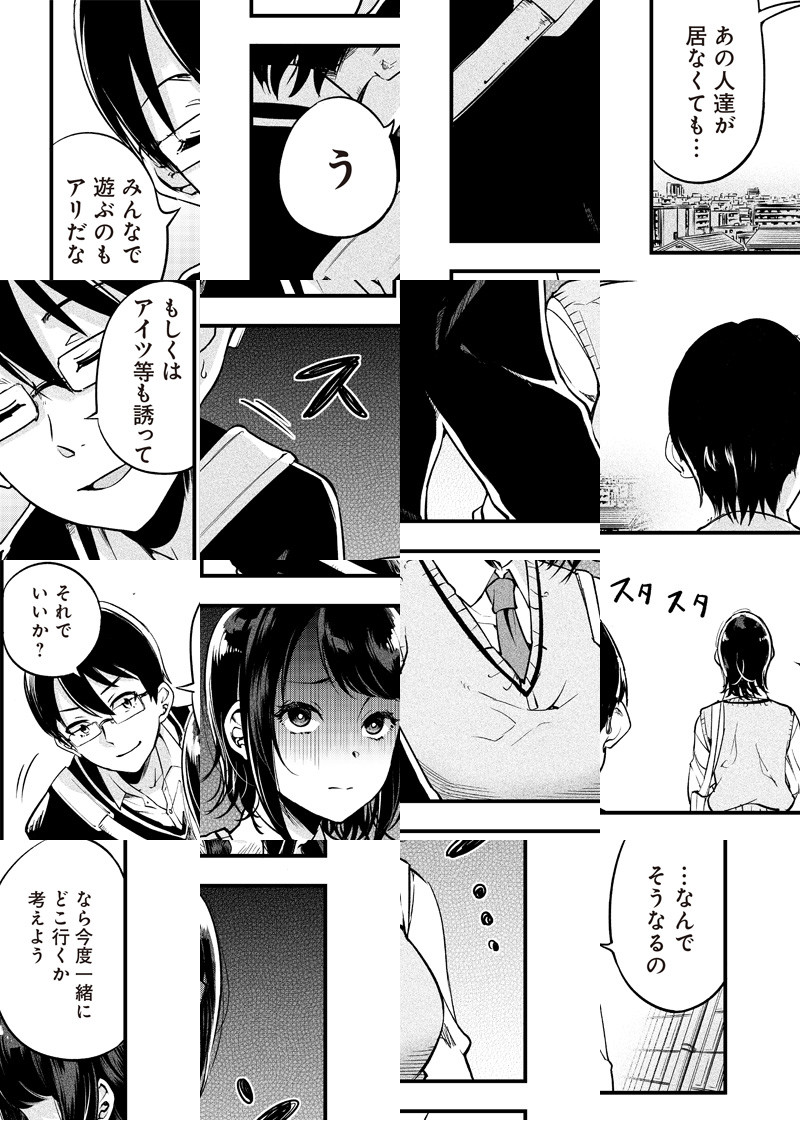 あの人達が
居なくても…
う
みんなで
遊ぶのも
アリだな
ス
もしくは
アイツ等も誘って
スタスタ
それで
いいか?
…なんで
そうなるの
なら今度一緒に
どこ行くか
考えよう